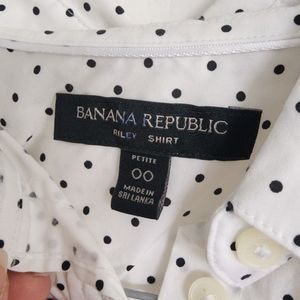 BANANA REPUBLIC
RILEY SHIRT
PETITE
00
MADE IN
SRI LANKA